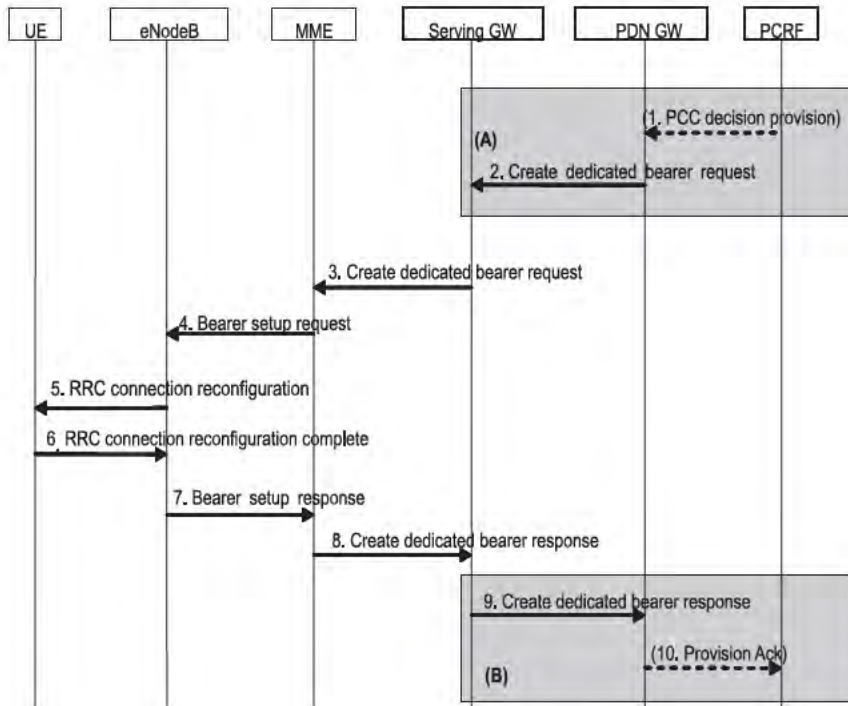 UE eNodeB MME Serving GW PDN GW PCRF
(1. PCC decision provision)
(A)
2. Create dedicated bearer request
3. Create dedicated bearer request
4. Bearer setup request
5. RRC connection reconfiguration
6. RRC connection reconfiguration complete
7. Bearer setup response
8. Create dedicated bearer response
9. Create dedicated bearer response
(10. Provision Ack)
(B)